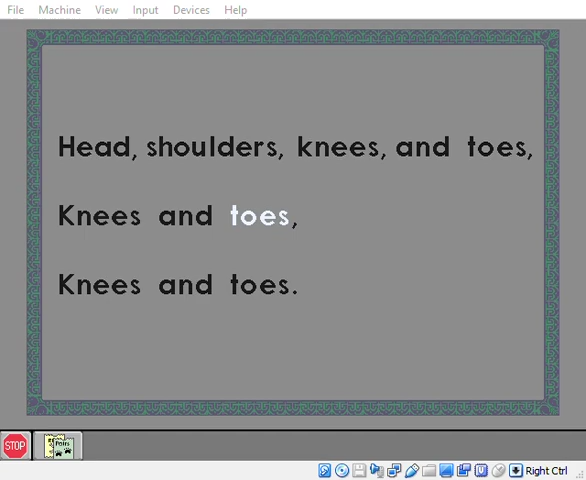 File Machine View Input Devices Help
Head, shoulders, knees, and toes,
Knees and toes,
Knees and toes.
STOP
Pairs
Right Ctrl